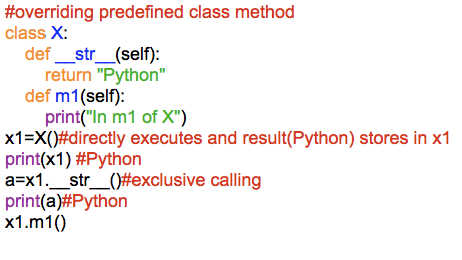 #overriding predefined class method
class X:
    def __str__(self):
        return "Python"
    def m1(self):
        print("In m1 of X")
x1=X()#directly executes and result(Python) stores in x1
print(x1) #Python
a=x1.__str__()#exclusive calling
print(a)#Python
x1.m1()